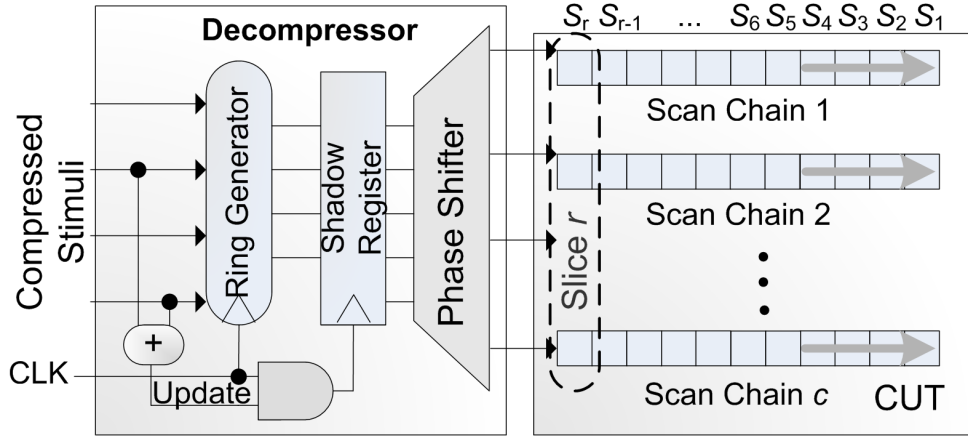 Decompressor
Compressed
Stimuli
Ring Generator
Shadow
Register
Phase Shifter
+
CLK
Update
Sr Sr-1 ... S6 S5 S4 S3 S2 S1
Slice r
Scan Chain 1
Scan Chain 2
Scan Chain c
CUT